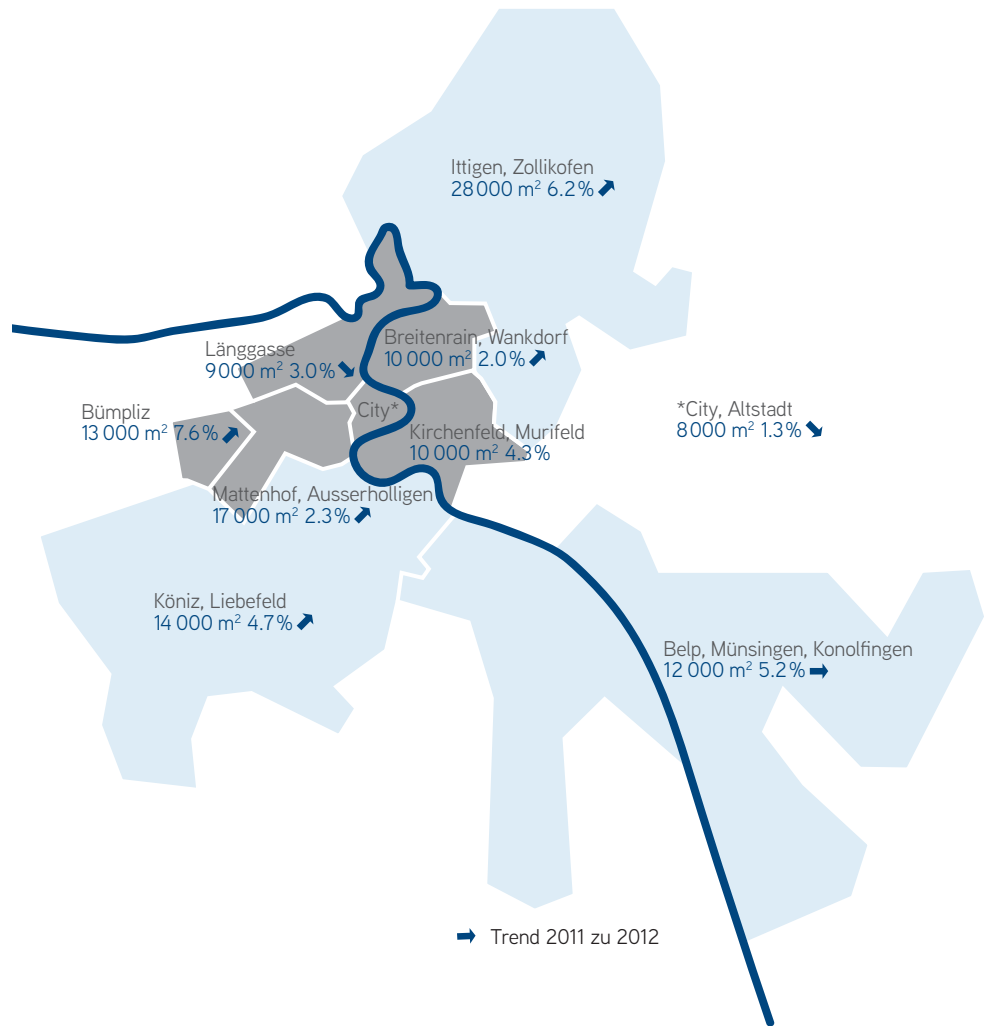 Ittigen, Zollikofen
28 000 m² 6.2%
Länggasse
9000 m² 3.0%
Breitenrain, Wankdorf
10 000 m² 2.0%
Bümpliz
13 000 m² 7.6%
City*
*City, Altstadt
8000 m² 1.3%
Kirchenfeld, Murifeld
10 000 m² 4.3%
Mattenhof, Ausserholligen
17 000 m² 2.3%
Köniz, Liebefeld
14 000 m² 4.7%
Belp, Münsingen, Konolfingen
12 000 m² 5.2%
Trend 2011 zu 2012